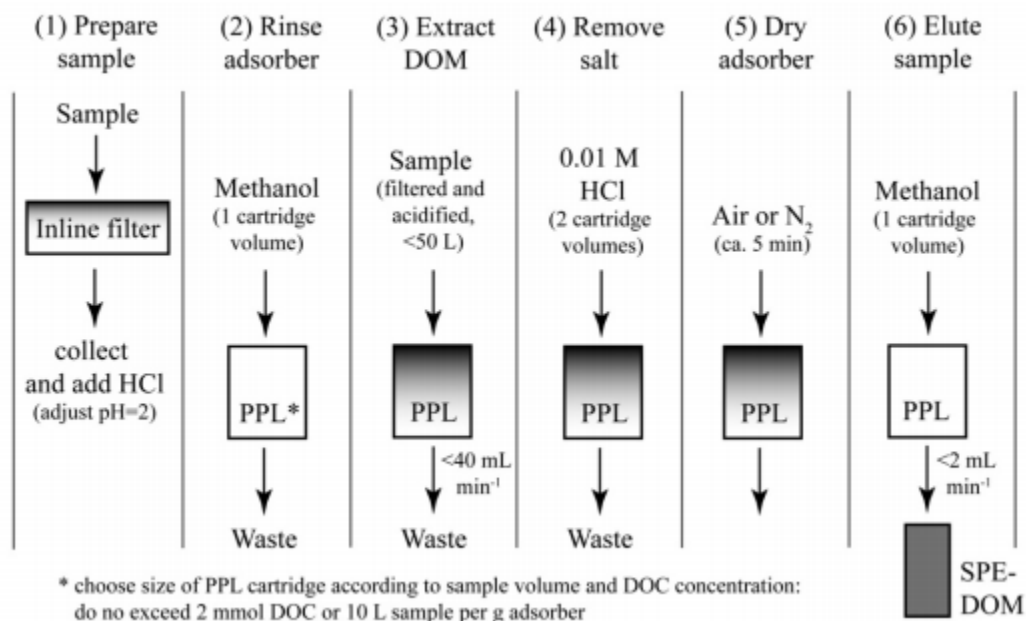 (1) Prepare
sample
Sample
Inline filter
collect
and add HCl
(adjust pH=2)
(2) Rinse
adsorber
Methanol
(1 cartridge
volume)
PPL*
Waste
(3) Extract
DOM
Sample
(filtered and
acidified,
<50 L)
PPL
<40 mL
min⁻¹
Waste
(4) Remove
salt
0.01 M
HCl
(2 cartridge
volumes)
PPL
Waste
(5) Dry
adsorber
Air or N₂
(ca. 5 min)
PPL
(6) Elute
sample
Methanol
(1 cartridge
volume)
PPL
<2 mL
min⁻¹
SPE-
DOM
* choose size of PPL cartridge according to sample volume and DOC concentration:
do no exceed 2 mmol DOC or 10 L sample per g adsorber